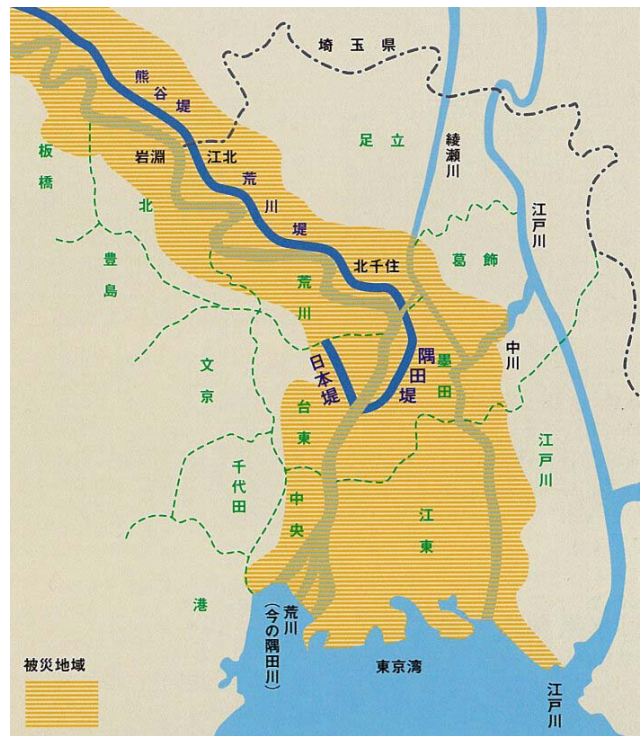 埼玉県
熊谷堤
足立
綾瀬川
板橋
岩淵
江北
北
荒川堤
江戸川
豊島
北千住
葛飾
荒川
中川
文京
日本堤
隅田堤
墨田
台東
江戸川
千代田
中央
江東
港
荒川
(今の隅田川)
東京湾
被災地域
江戸川